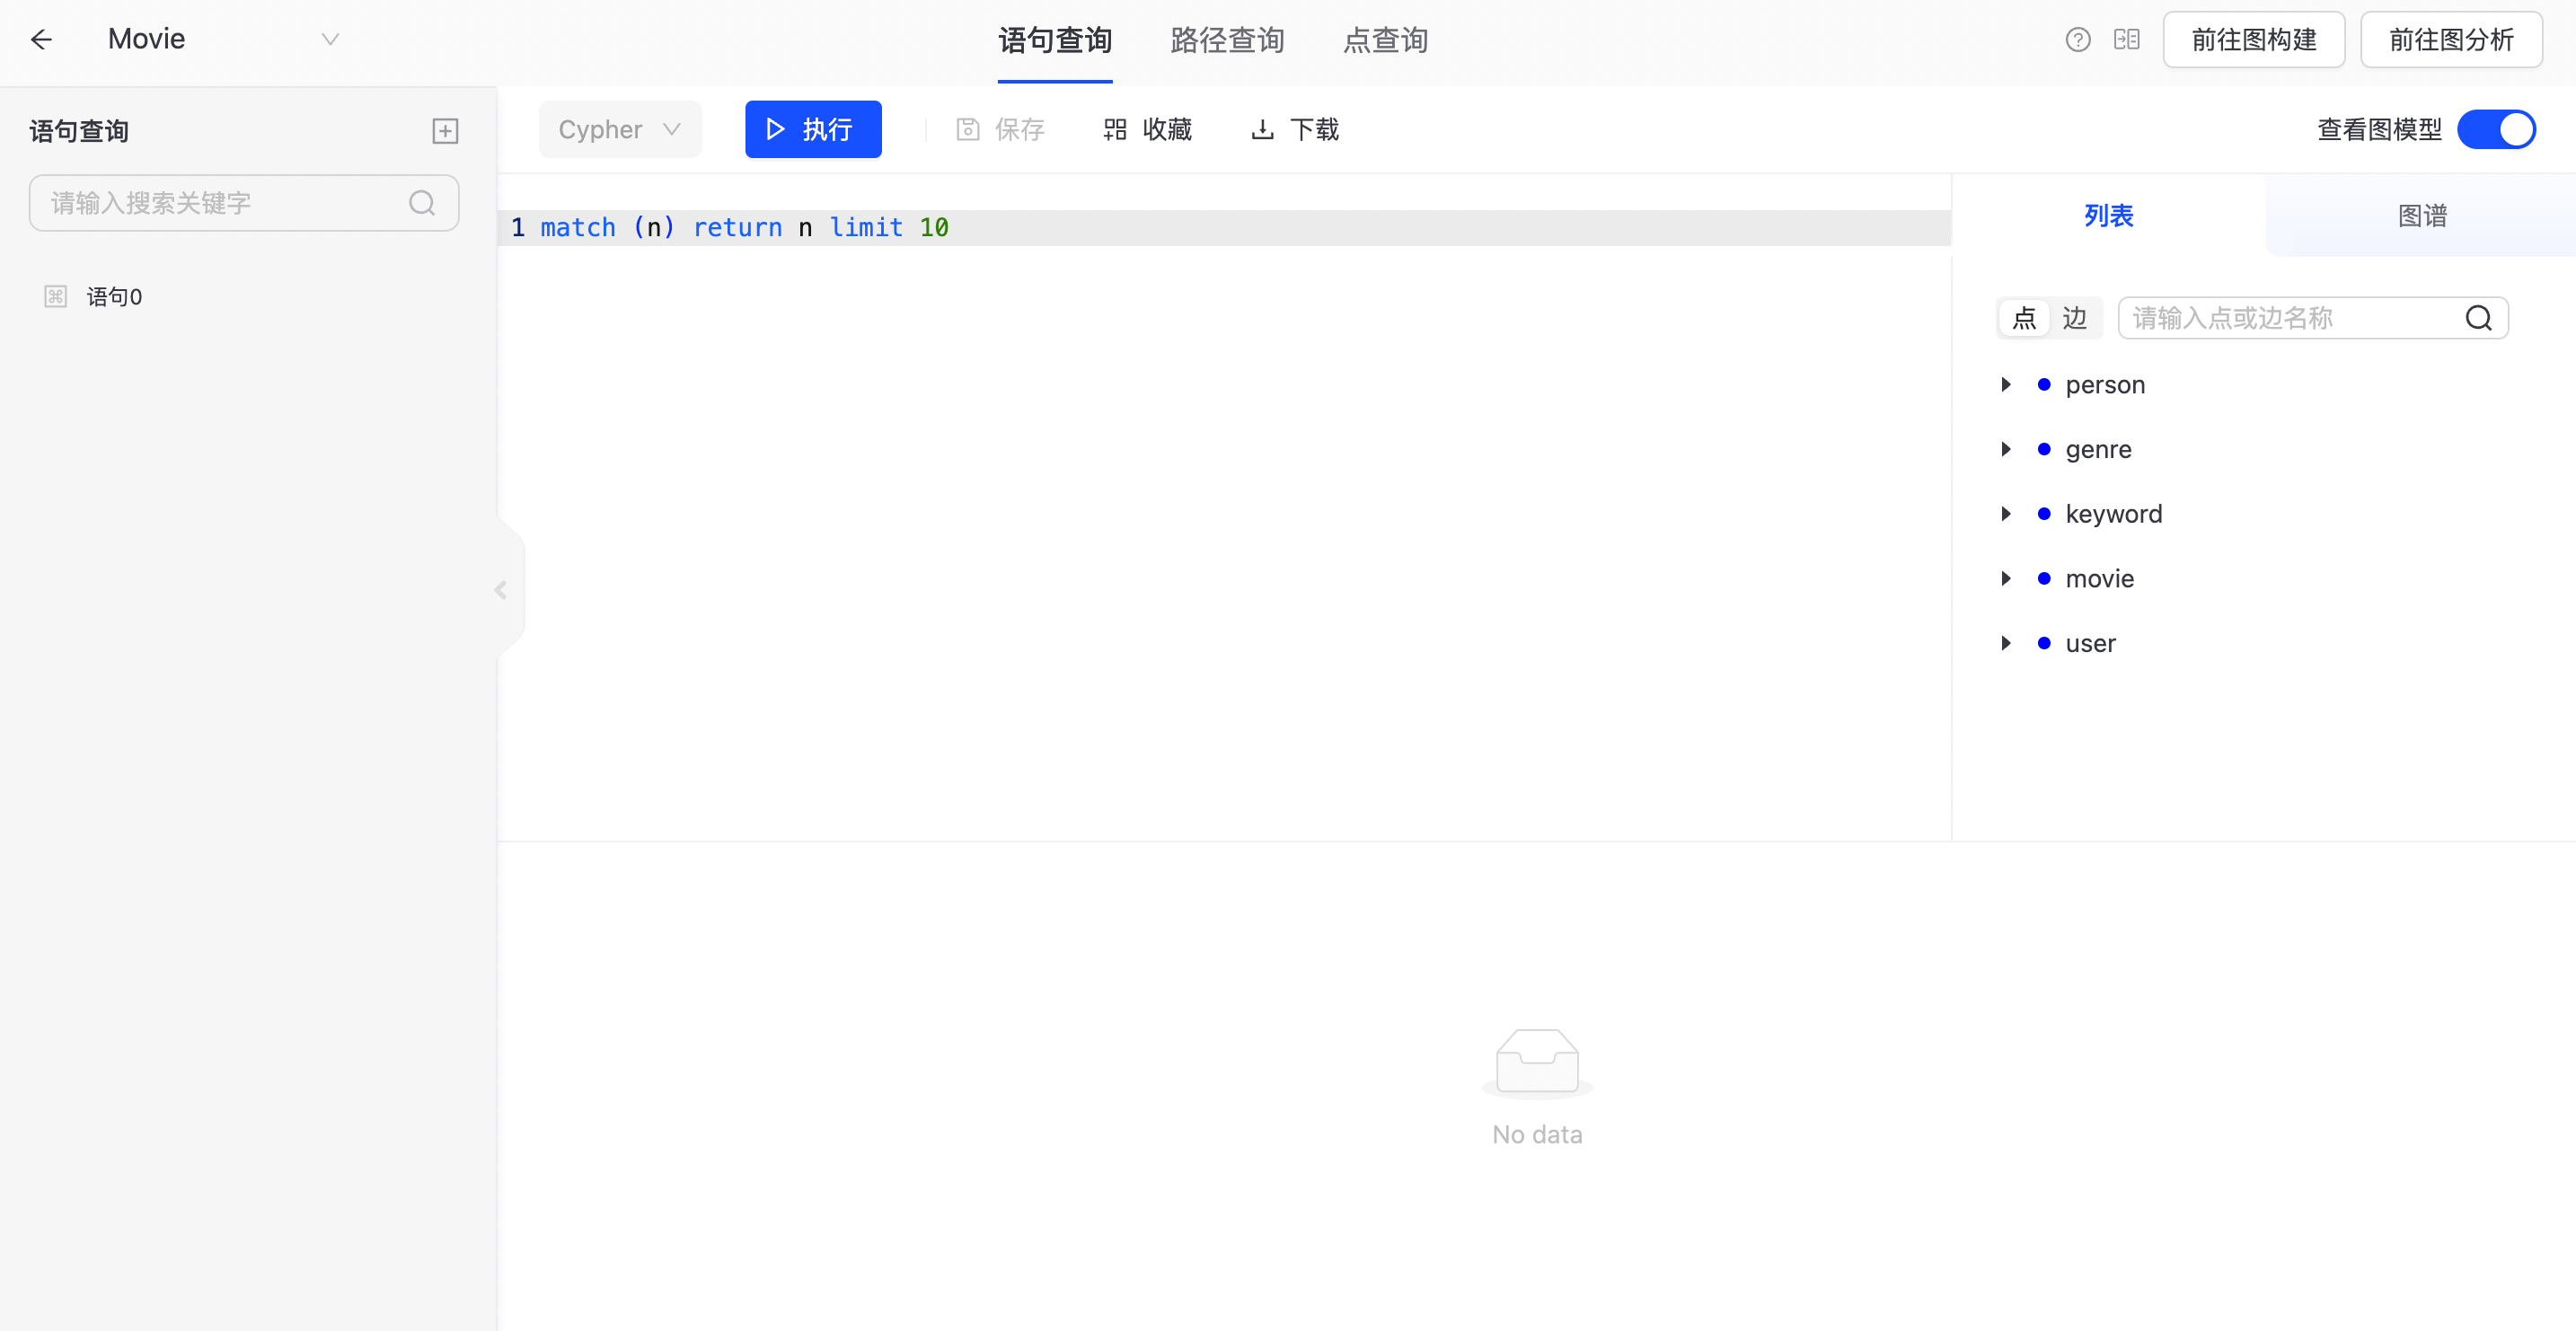 Movie
语句查询 路径查询 点查询
前往图构建 前往图分析
语句查询
请输入搜索关键字
语句0
Cypher 执行 保存 收藏 下载 查看图模型
1 match (n) return n limit 10
列表 图谱
点 边 请输入点或边名称
person
genre
keyword
movie
user
No data